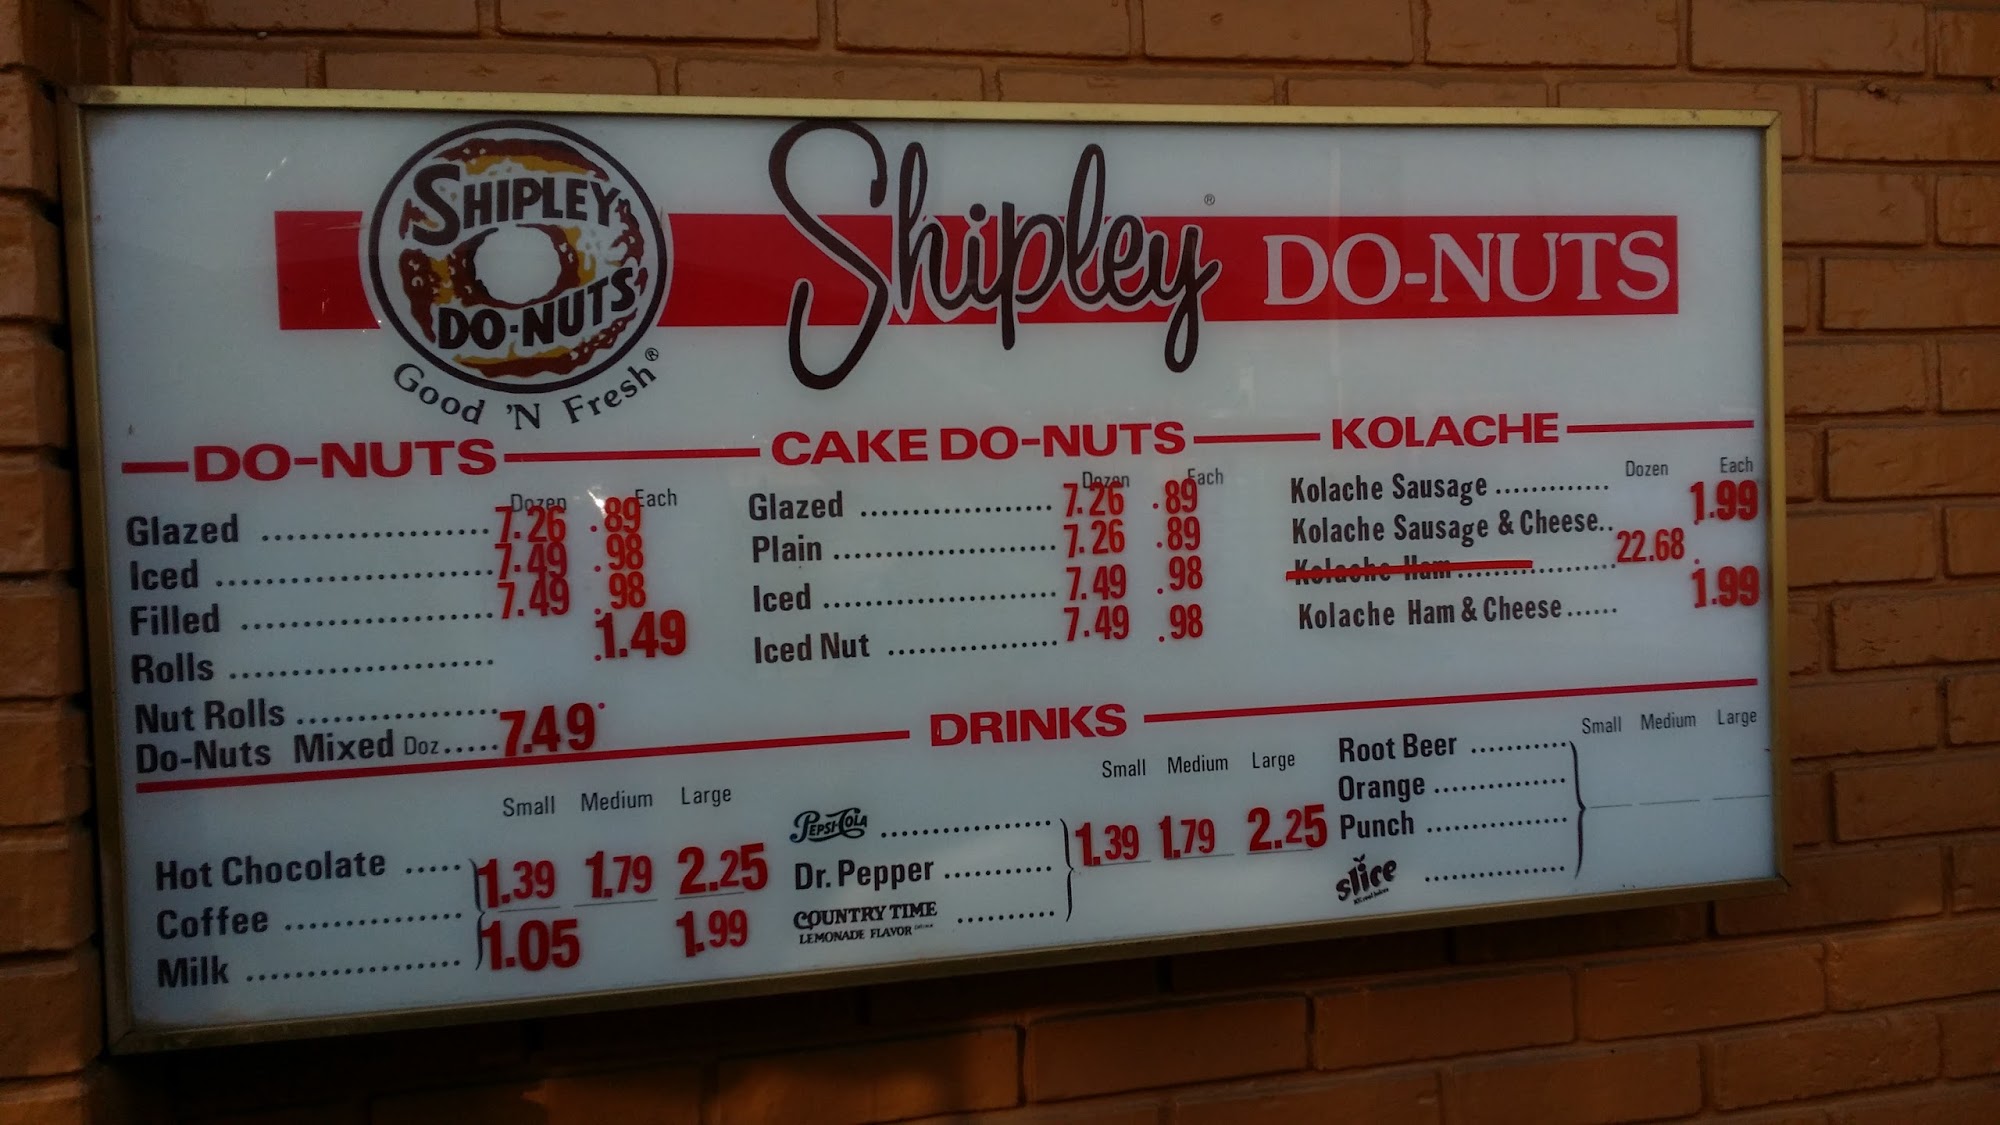 SHIPLEY
DO-NUTS
Good 'N Fresh®
Shipley® DO-NUTS
DO-NUTS
Dozen Each
Glazed .................. 7.26 .89
Iced .................. 7.49 .98
Filled .................. 7.49 .98
Rolls .................. .1.49
Nut Rolls ..................
Do-Nuts Mixed Doz ..... 7.49
CAKE DO-NUTS
Dozen Each
Glazed .................. 7.26 .89
Plain .................. 7.26 .89
Iced .................. 7.49 .98
Iced Nut .................. 7.49 .98
KOLACHE
Dozen Each
Kolache Sausage ............. 1.99
Kolache Sausage & Cheese..
Kolache Ham .................. 22.68 .
Kolache Ham & Cheese ...... 1.99
DRINKS
Small Medium Large
Hot Chocolate .....
Coffee .................. 1.39 1.79 2.25
Milk .................. 1.05 1.99
Small Medium Large
PEPSI-COLA ..................
Dr. Pepper ............ 1.39 1.79 2.25
COUNTRY TIME ..........
LEMONADE FLAVOR
Small Medium Large
Root Beer ...........
Orange ...............
Punch ................
slice ................